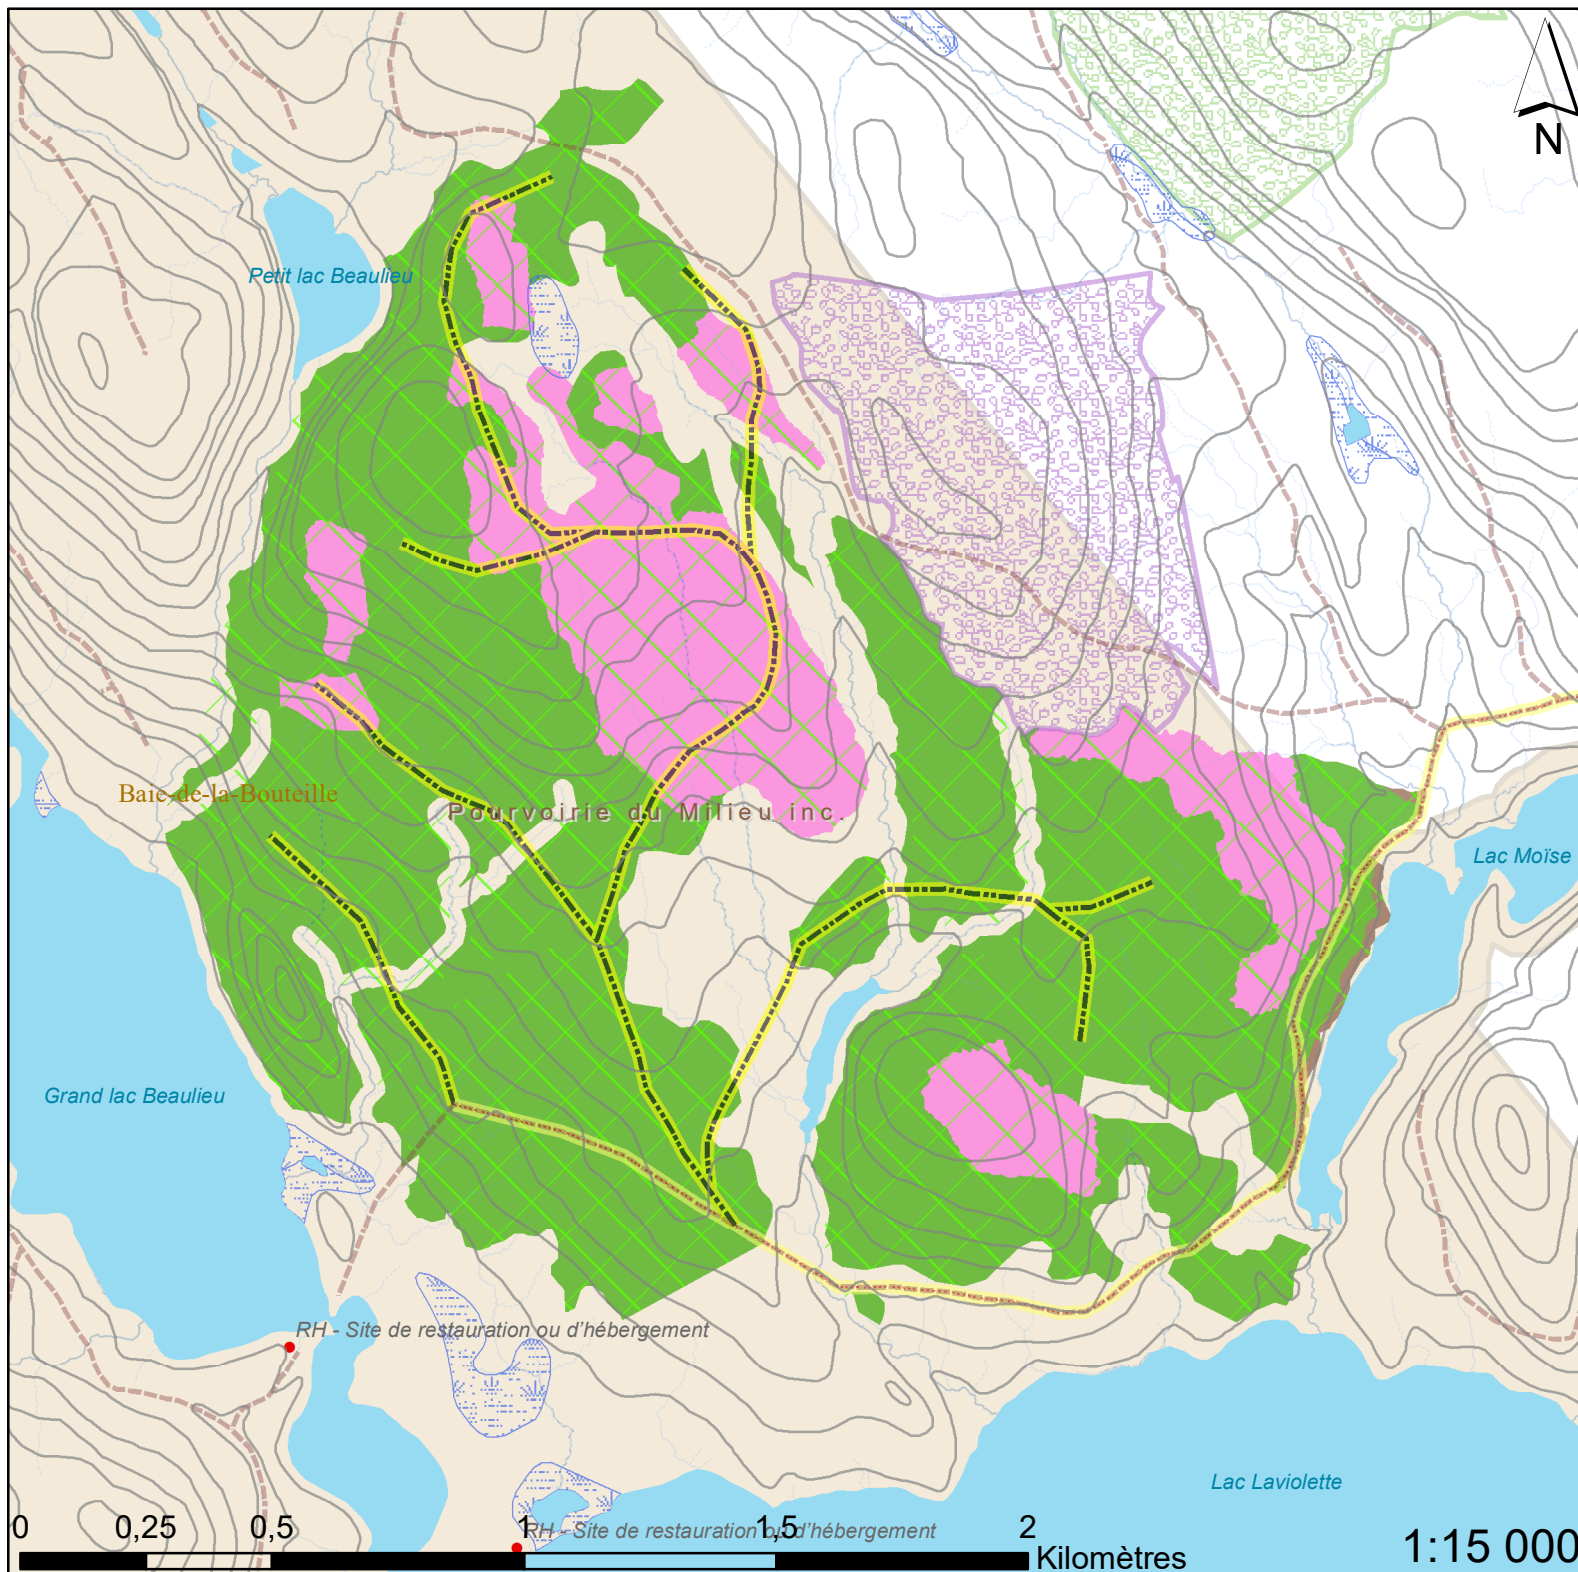 N
Petit lac Beaulieu
Baie-de-la-Bouteille
Pourvoirie du Milieu inc.
Lac Moïse
Grand lac Beaulieu
RH - Site de restauration ou d'hébergement
Lac Laviolette
RH - Site de restauration ou d'hébergement
0 0,25 0,5 1 1,5 2
Kilomètres
1:15 000